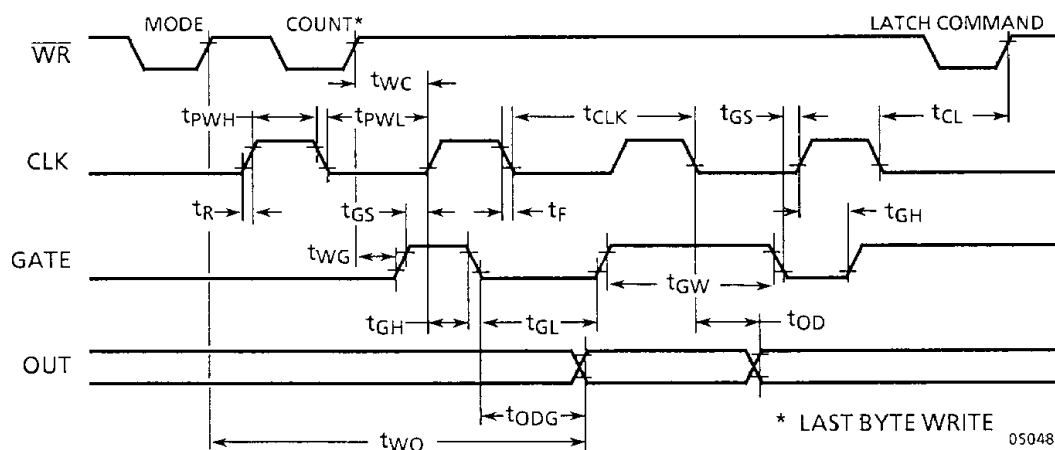 MODE COUNT* LATCH COMMAND
WR
tWC
tPWH tPWL tCLK tGS tCL
CLK
tR tGS tF tGH
tWG
GATE
tGW
tGH tGL tOD
OUT
tODG
* LAST BYTE WRITE
tWO
05048